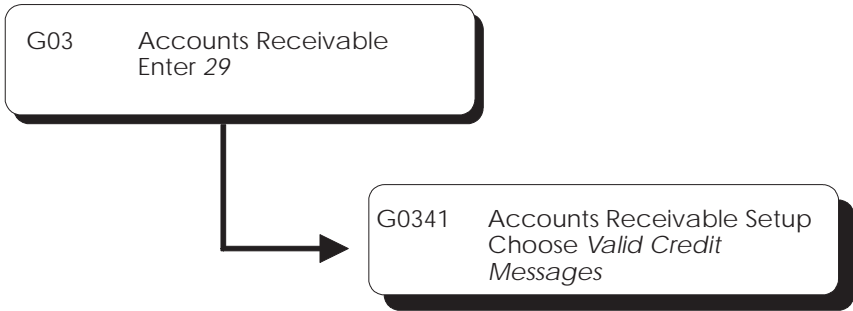 G03 Accounts Receivable
Enter 29
G0341 Accounts Receivable Setup
Choose Valid Credit
Messages